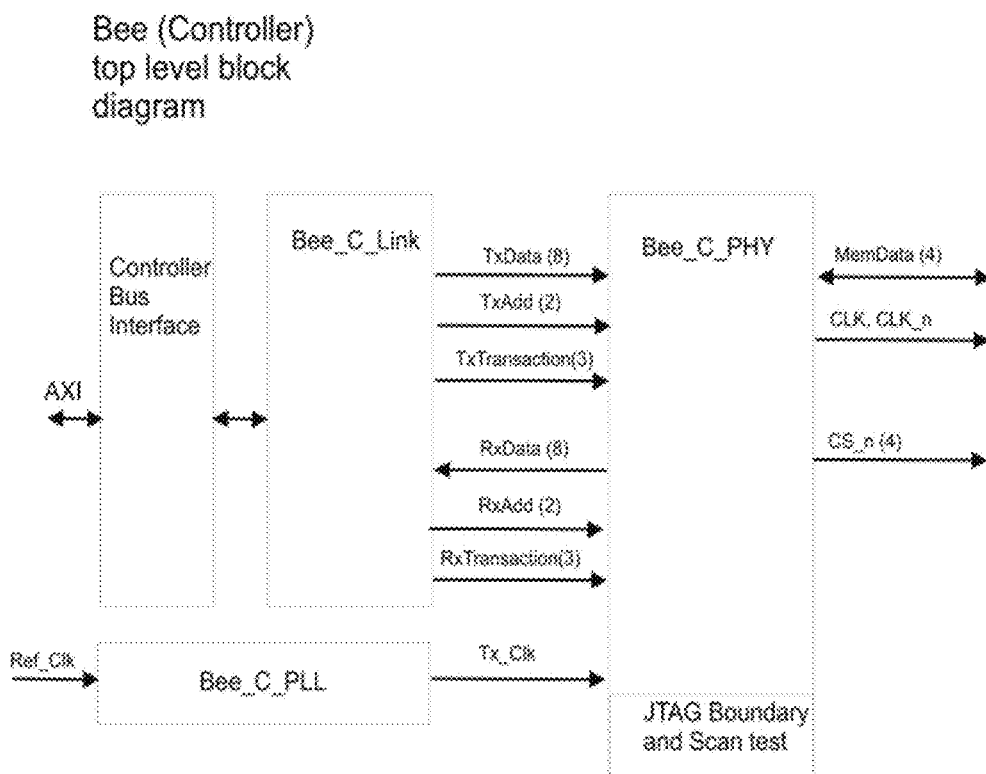 Bee (Controller)
top level block
diagram
Controller
Bus
Interface
Bee_C_Link
Bee_C_PHY
TxData (8)
TxAdd (2)
TxTransaction(3)
RxData (8)
RxAdd (2)
RxTransaction(3)
MemData (4)
CLK, CLK_n
CS_n (4)
AXI
Ref_Clk
Bee_C_PLL
Tx_Clk
JTAG Boundary
and Scan test